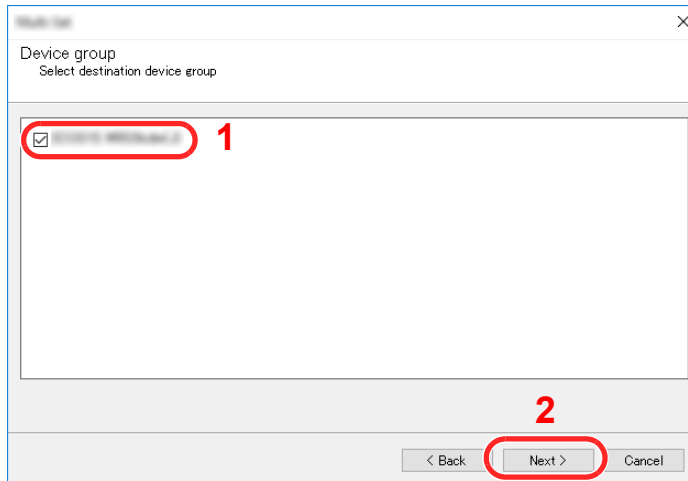 Device group
Select destination device group
1
2
< Back
Next >
Cancel